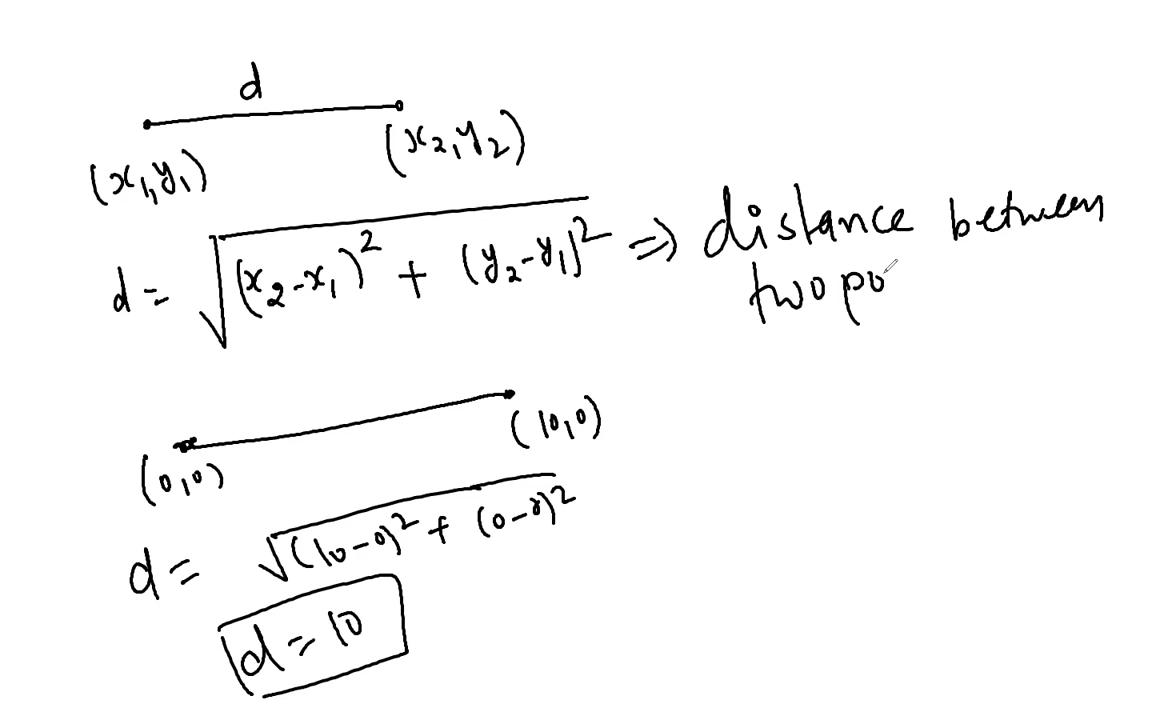 d
(x₁,y₁) (x₂,y₂)
d = √(x₂-x₁)² + (y₂-y₁)² ⇒ distance between
two po
(0,0) (10,0)
d = √(10-0)² + (0-0)²
d = 10